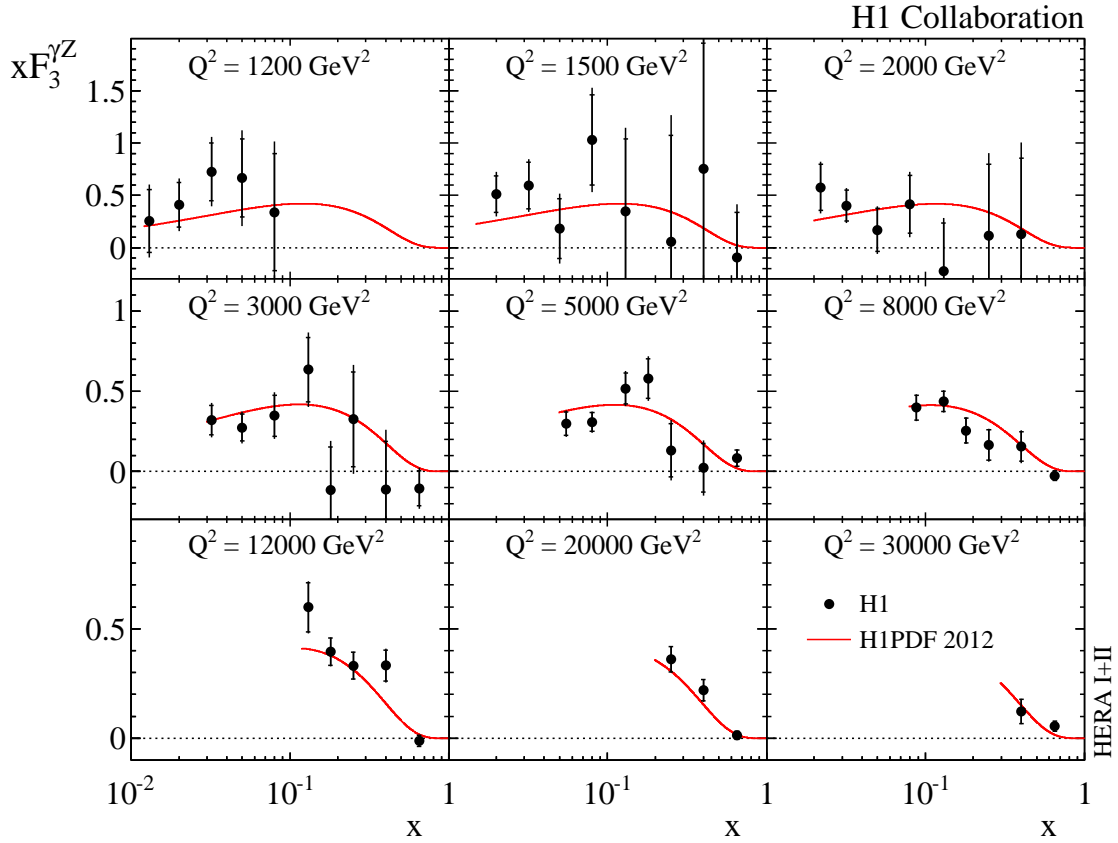 H1 Collaboration
xF₃^γZ
Q² = 1200 GeV²
Q² = 1500 GeV²
Q² = 2000 GeV²
1.5
1
0.5
0
Q² = 3000 GeV²
Q² = 5000 GeV²
Q² = 8000 GeV²
1
0.5
0
Q² = 12000 GeV²
Q² = 20000 GeV²
Q² = 30000 GeV²
H1
H1PDF 2012
0.5
0
HERA I+II
10⁻² 10⁻¹ 1 10⁻¹ 1 10⁻¹ 1
x x x